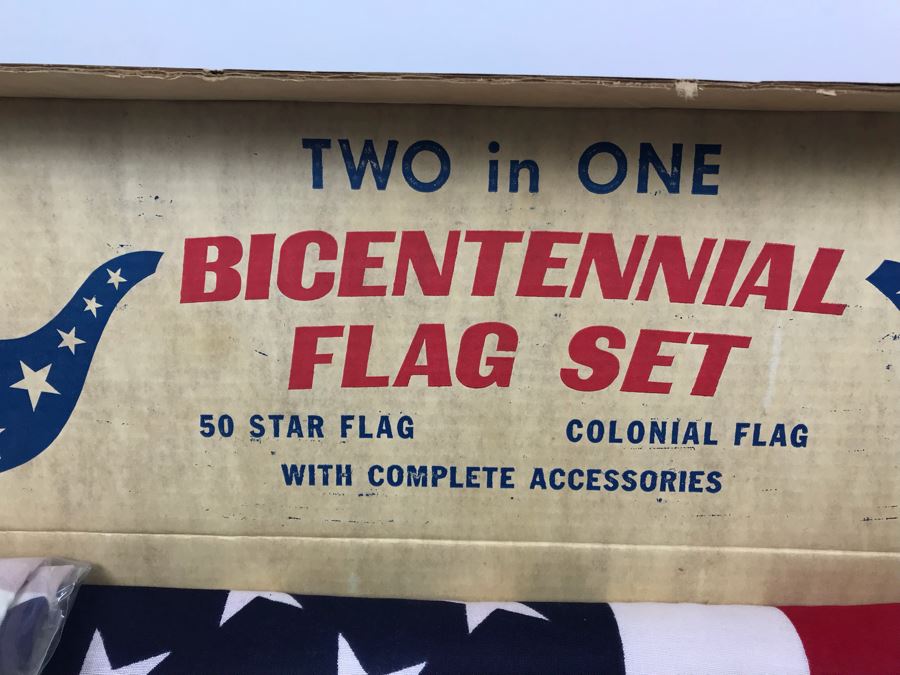 TWO in ONE
BICENTENNIAL
FLAG SET
50 STAR FLAG COLONIAL FLAG
WITH COMPLETE ACCESSORIES